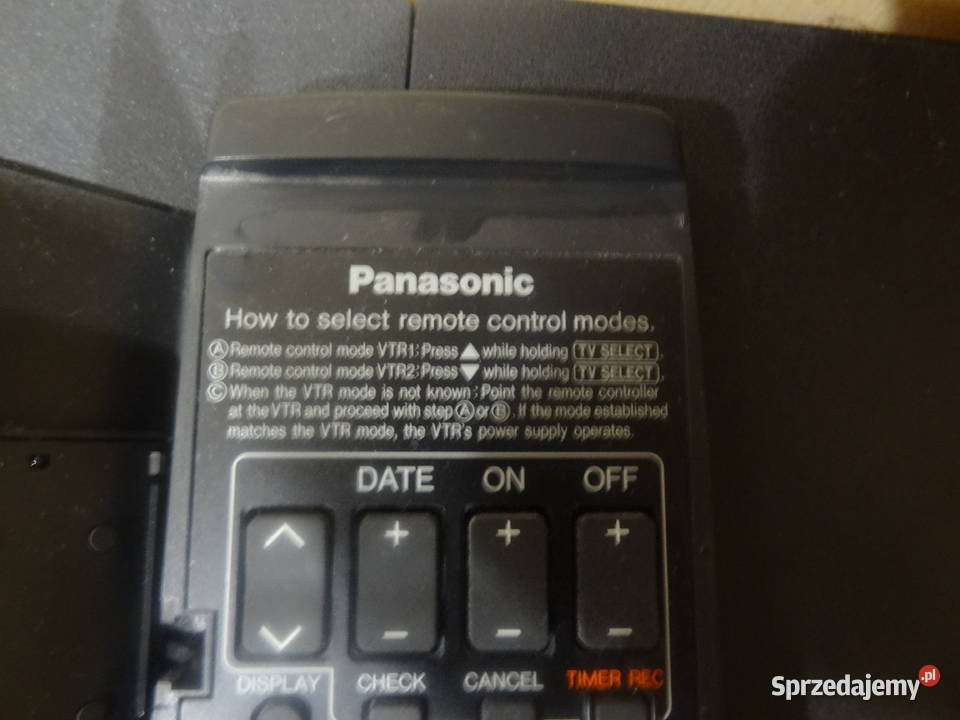 Panasonic
How to select remote control modes.
Ⓐ Remote control mode VTR1: Press ▲ while holding TV SELECT.
Ⓑ Remote control mode VTR2: Press ▼ while holding TV SELECT.
Ⓒ When the VTR mode is not known: Point the remote controller
at the VTR and proceed with step Ⓐ or Ⓑ. If the mode established
matches the VTR mode, the VTR's power supply operates.
DATE ON OFF
+ + +
− − −
DISPLAY CHECK CANCEL TIMER REC
Sprzedajemy.pl